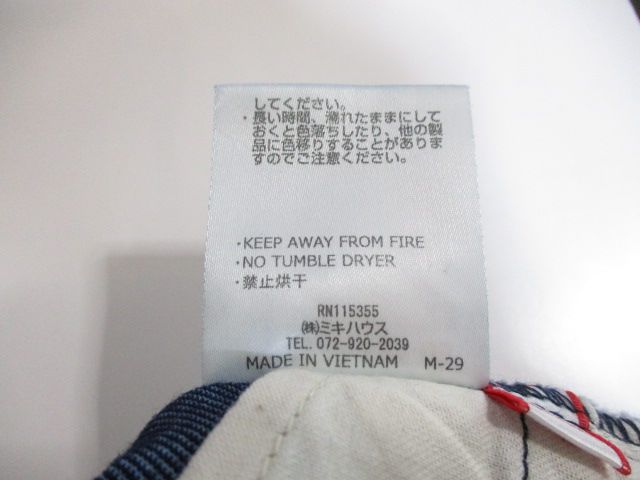 してください。
・長い時間、濡れたままにして
おくと色落ちしたり、他の製
品に色移りすることがありま
すのでご注意ください。
・KEEP AWAY FROM FIRE
・NO TUMBLE DRYER
・禁止烘干
RN115355
㈱ミキハウス
TEL. 072-920-2039
MADE IN VIETNAM M-29